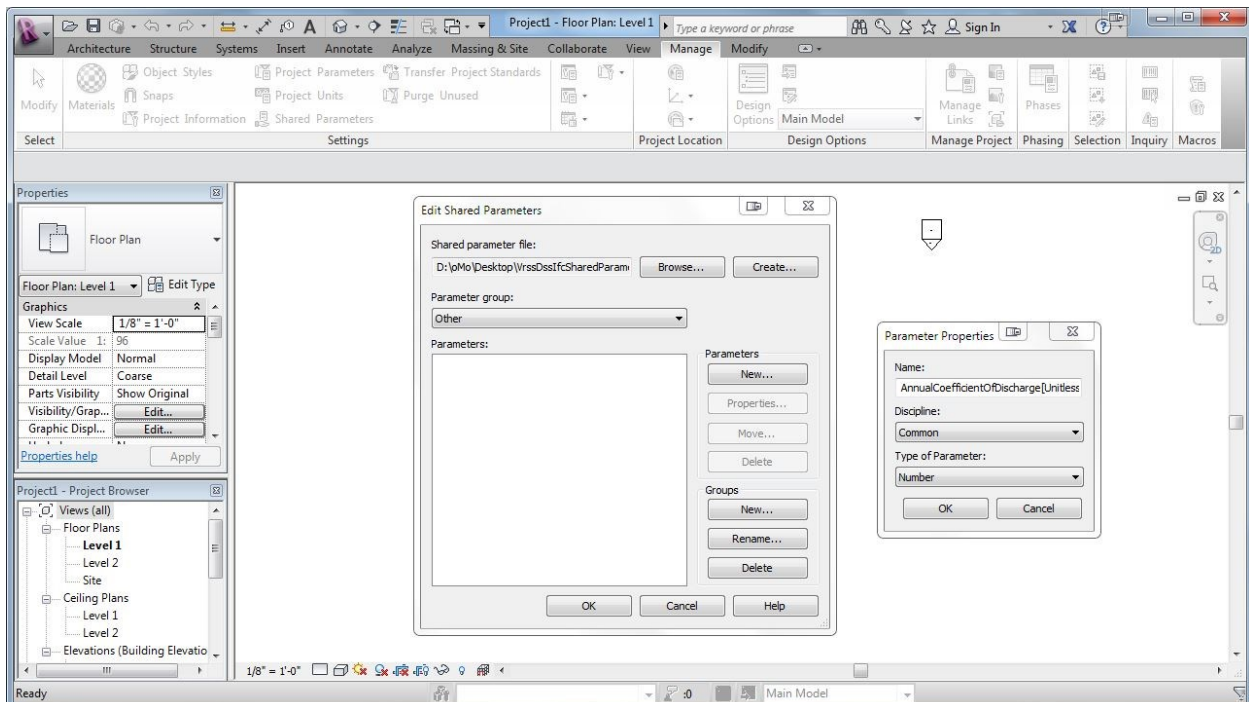 Project1 - Floor Plan: Level 1
Type a keyword or phrase
Sign In
Architecture Structure Systems Insert Annotate Analyze Massing & Site Collaborate View Manage Modify
Modify
Materials
Object Styles
Snaps
Project Information
Project Parameters
Project Units
Shared Parameters
Transfer Project Standards
Purge Unused
Design Options
Main Model
Manage Links
Phases
Select Settings Project Location Design Options Manage Project Phasing Selection Inquiry Macros
Properties
Floor Plan
Floor Plan: Level 1 Edit Type
Graphics
View Scale 1/8" = 1'-0"
Scale Value 1: 96
Display Model Normal
Detail Level Coarse
Parts Visibility Show Original
Visibility/Grap... Edit...
Graphic Displ... Edit...
Properties help Apply
Project1 - Project Browser
Views (all)
Floor Plans
Level 1
Level 2
Site
Ceiling Plans
Level 1
Level 2
Elevations (Building Elevatio
Edit Shared Parameters
Shared parameter file:
D:\oMo\Desktop\VrssDssIfcSharedParam
Browse... Create...
Parameter group:
Other
Parameters:
Parameters
New...
Properties...
Move...
Delete
Groups
New...
Rename...
Delete
OK Cancel Help
Parameter Properties
Name:
AnnualCoefficientOfDischarge[Unitless
Discipline:
Common
Type of Parameter:
Number
OK Cancel
2D
1/8" = 1'-0"
Ready
:0
Main Model